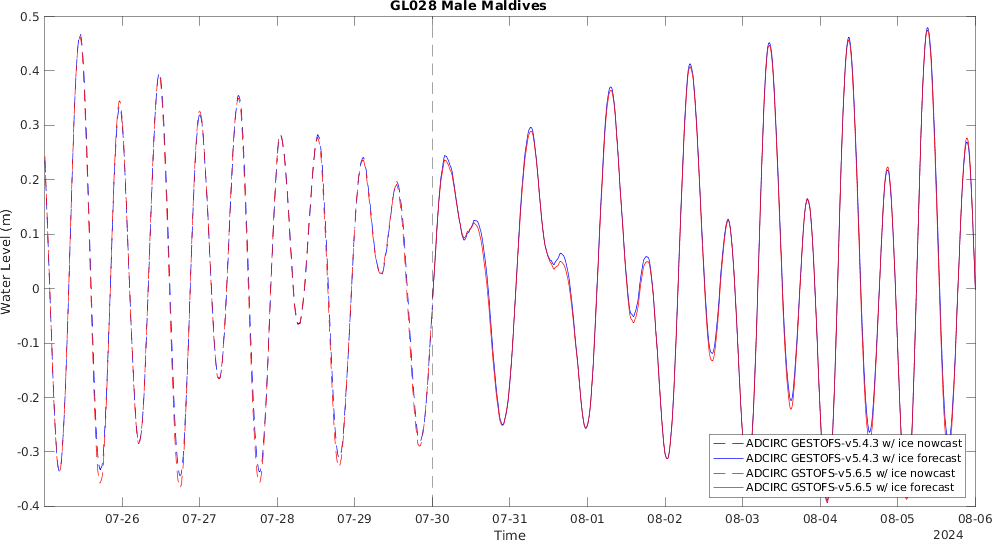 GL028 Male Maldives
0.5
0.4
0.3
0.2
0.1
0
-0.1
-0.2
-0.3
-0.4
Water Level (m)
ADCIRC GESTOFS-v5.4.3 w/ ice nowcast
ADCIRC GESTOFS-v5.4.3 w/ ice forecast
ADCIRC GSTOFS-v5.6.5 w/ ice nowcast
ADCIRC GSTOFS-v5.6.5 w/ ice forecast
07-26 07-27 07-28 07-29 07-30 07-31 08-01 08-02 08-03 08-04 08-05 08-06
Time
2024